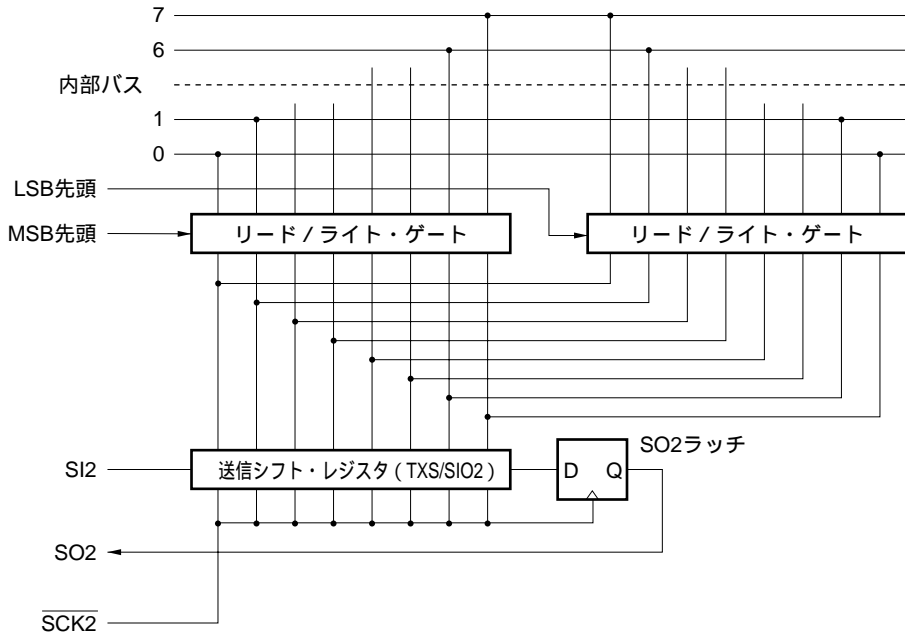 7
6
内部バス
1
0
LSB先頭
MSB先頭
リード / ライト・ゲート
リード / ライト・ゲート
SO2ラッチ
SI2
送信シフト・レジスタ ( TXS/SIO2 )
D Q
SO2
SCK2